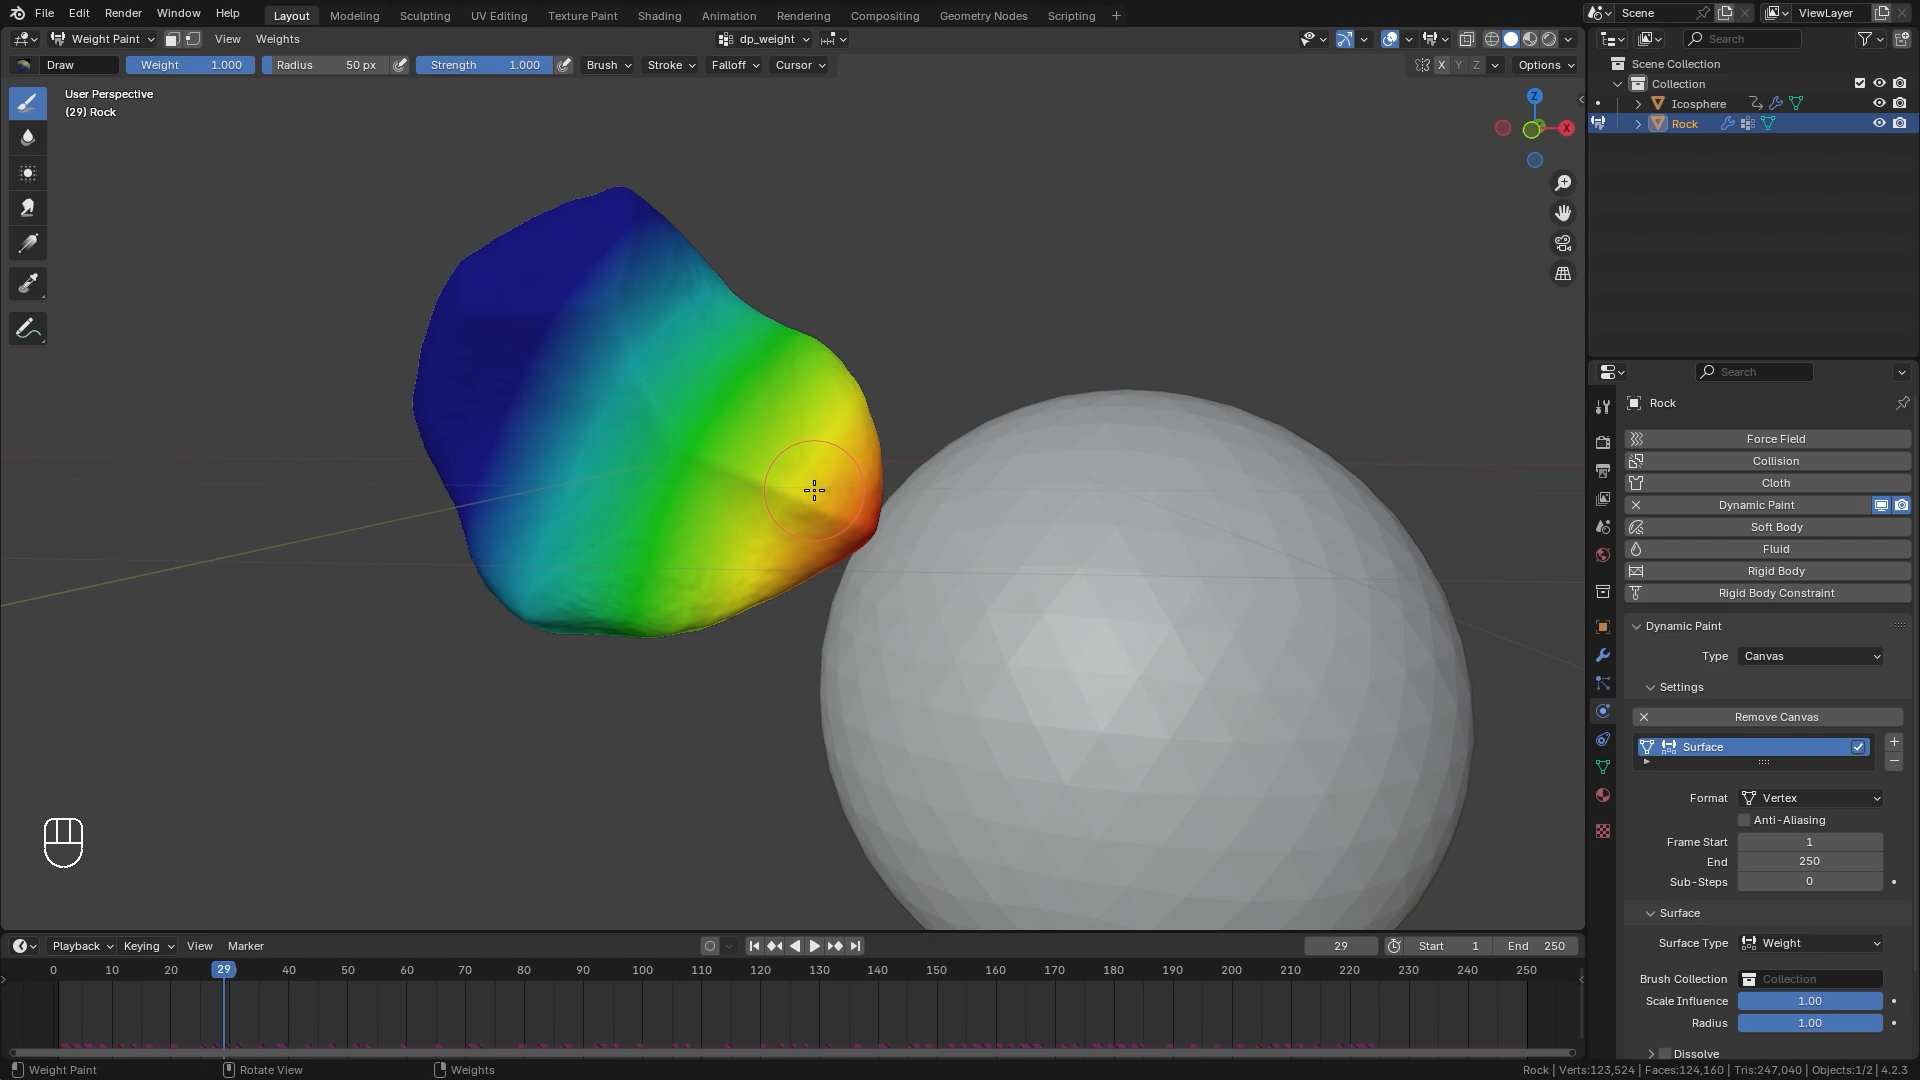 File Edit Render Window Help Layout Modeling Sculpting UV Editing Texture Paint Shading Animation Rendering Compositing Geometry Nodes Scripting + Scene ViewLayer
Weight Paint View Weights dp_weight Search
Draw Weight 1.000 Radius 50 px Strength 1.000 Brush Stroke Falloff Cursor X Y Z Options
User Perspective
(29) Rock
Z
X
Scene Collection
Collection
Icosphere
Rock
Search
Rock
Force Field
Collision
Cloth
Dynamic Paint
Soft Body
Fluid
Rigid Body
Rigid Body Constraint
Dynamic Paint
Type Canvas
Settings
Remove Canvas
Surface
Format Vertex
Anti-Aliasing
Frame Start 1
End 250
Sub-Steps 0
Surface
Surface Type Weight
Brush Collection Collection
Scale Influence 1.00
Radius 1.00
Dissolve
Playback Keying View Marker 29 Start 1 End 250
0 10 20 29 40 50 60 70 80 90 100 110 120 130 140 150 160 170 180 190 200 210 220 230 240 250
Weight Paint Rotate View Weights Rock | Verts:123,524 | Faces:124,160 | Tris:247,040 | Objects:1/2 | 4.2.3